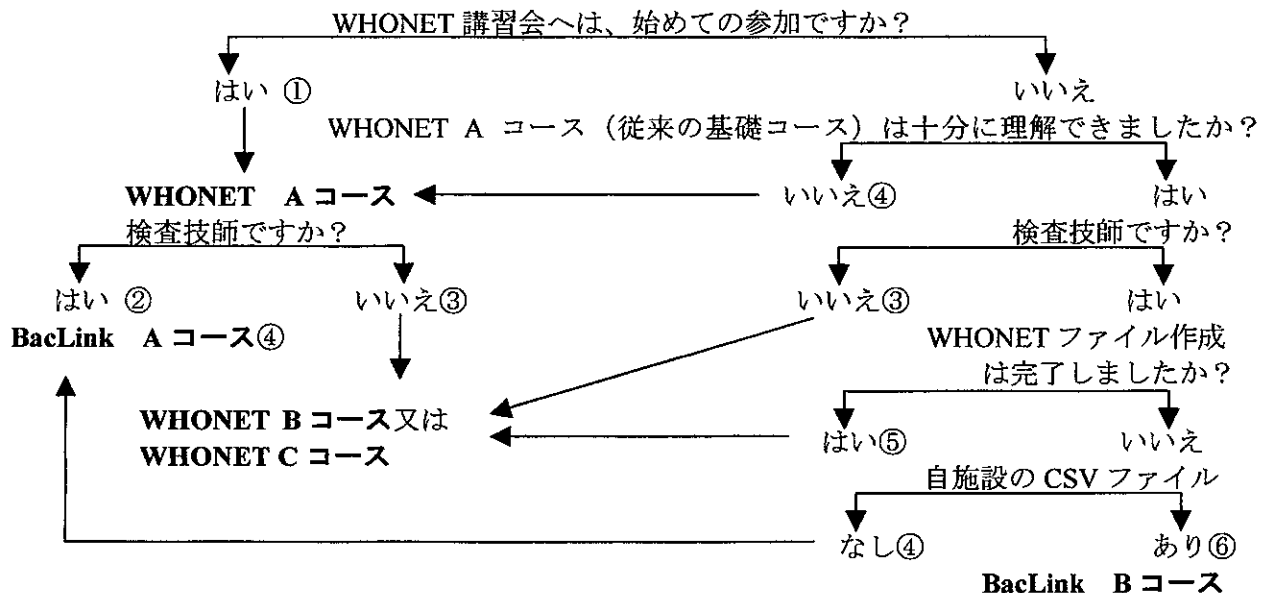 WHONET 講習会へは、始めての参加ですか？
はい ①
いいえ
WHONET A コース（従来の基礎コース）は十分に理解できましたか？
WHONET A コース
いいえ④
はい
検査技師ですか？
検査技師ですか？
はい ②
いいえ③
いいえ③
はい
BacLink A コース④
WHONET ファイル作成
は完了しましたか？
WHONET B コース又は
WHONET C コース
はい⑤
いいえ
自施設の CSV ファイル
なし④
あり⑥
BacLink B コース